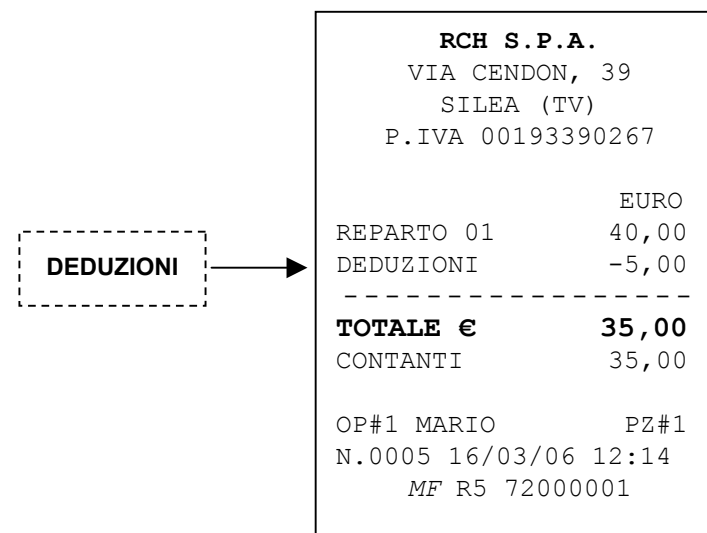 RCH S.P.A.
VIA CENDON, 39
SILEA (TV)
P.IVA 00193390267
EURO
REPARTO 01 40,00
DEDUZIONI
DEDUZIONI -5,00
- - - - - - - - - - - - - - - - -
TOTALE € 35,00
CONTANTI 35,00
OP#1 MARIO PZ#1
N.0005 16/03/06 12:14
MF R5 72000001